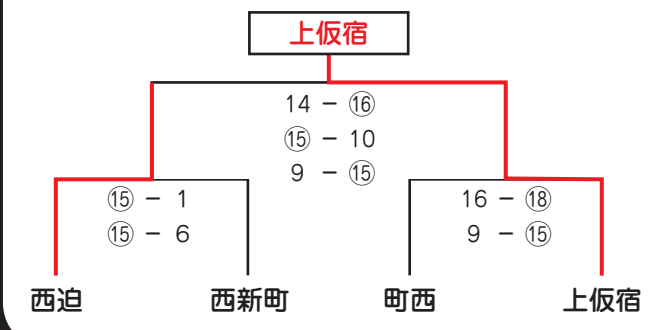 上仮宿
14 － ⑯
⑮ － 10
9 － ⑮
⑮ － 1
⑮ － 6
16 － ⑱
9 － ⑮
西迫
西新町
町西
上仮宿